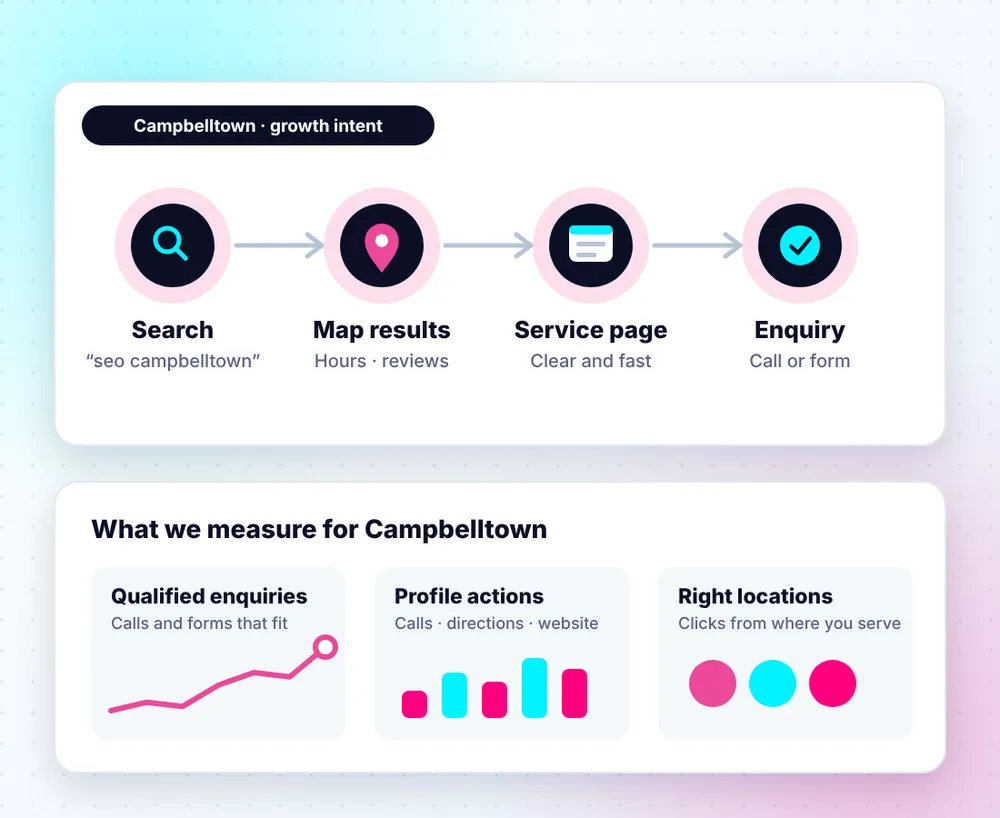 Campbelltown · growth intent
Search
“seo campbelltown”
Map results
Hours · reviews
Service page
Clear and fast
Enquiry
Call or form
What we measure for Campbelltown
Qualified enquiries
Calls and forms that fit
Profile actions
Calls · directions · website
Right locations
Clicks from where you serve